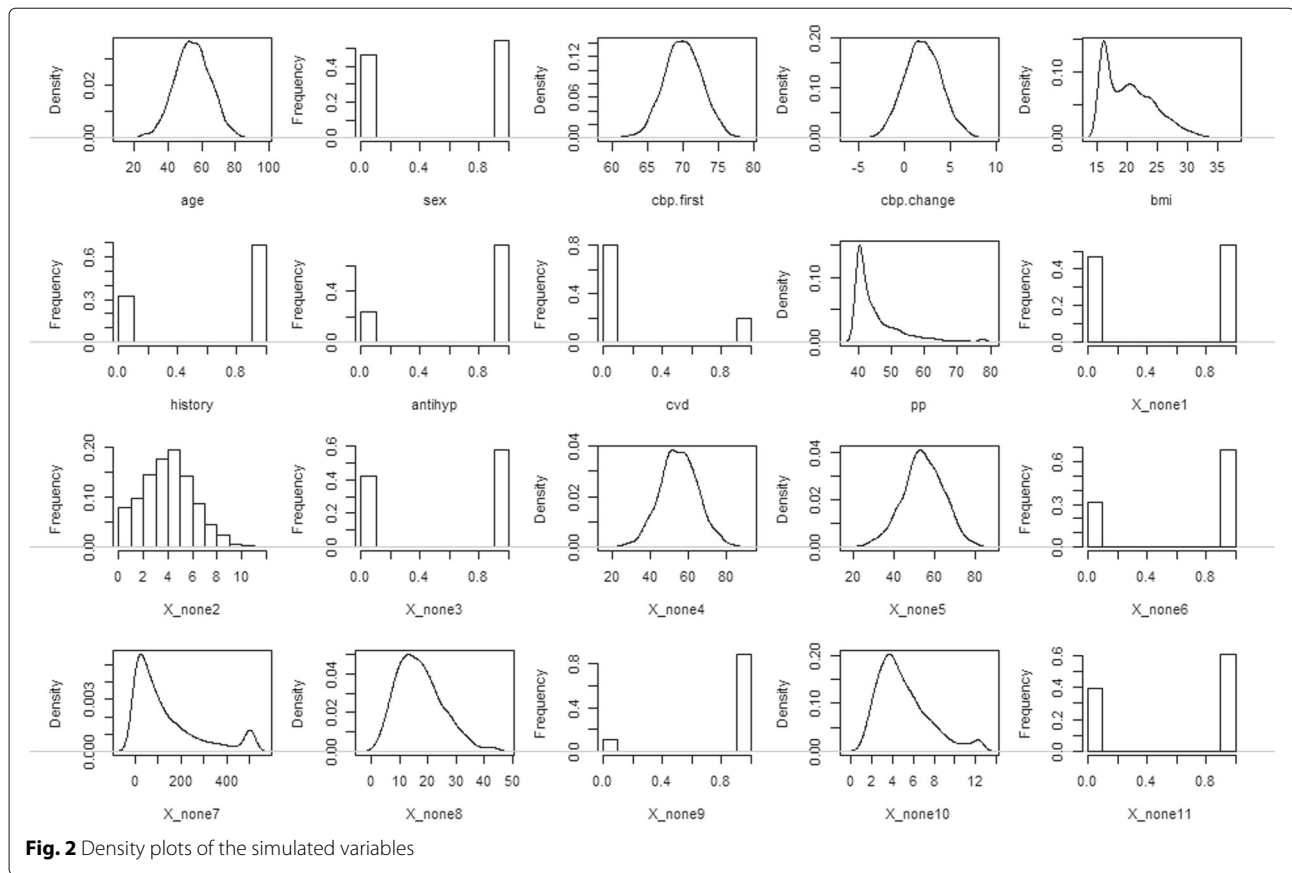 Density 0.00 0.02 20 40 60 80 100 age
Frequency 0.0 0.2 0.4 0.0 0.4 0.8 sex
Density 0.00 0.06 0.12 60 65 70 75 80 cbp.first
Density 0.00 0.10 0.20 -5 0 5 10 cbp.change
Density 0.00 0.10 15 20 25 30 35 bmi
Frequency 0.0 0.3 0.6 0.0 0.4 0.8 history
Frequency 0.0 0.4 0.0 0.4 0.8 antihyp
Frequency 0.0 0.4 0.8 0.0 0.4 0.8 cvd
Density 0.00 0.10 40 50 60 70 80 pp
Frequency 0.0 0.2 0.4 0.0 0.4 0.8 X_none1
Frequency 0.00 0.10 0.20 0 2 4 6 8 10 X_none2
Frequency 0.0 0.2 0.4 0.6 0.0 0.4 0.8 X_none3
Density 0.00 0.02 0.04 20 40 60 80 X_none4
Density 0.00 0.02 0.04 20 40 60 80 X_none5
Frequency 0.0 0.2 0.4 0.6 0.0 0.4 0.8 X_none6
Density 0.000 0.003 0 200 400 X_none7
Density 0.00 0.02 0.04 0 10 20 30 40 50 X_none8
Frequency 0.0 0.4 0.8 0.0 0.4 0.8 X_none9
Density 0.00 0.10 0.20 0 2 4 6 8 12 X_none10
Frequency 0.0 0.2 0.4 0.6 0.0 0.4 0.8 X_none11
Fig. 2 Density plots of the simulated variables